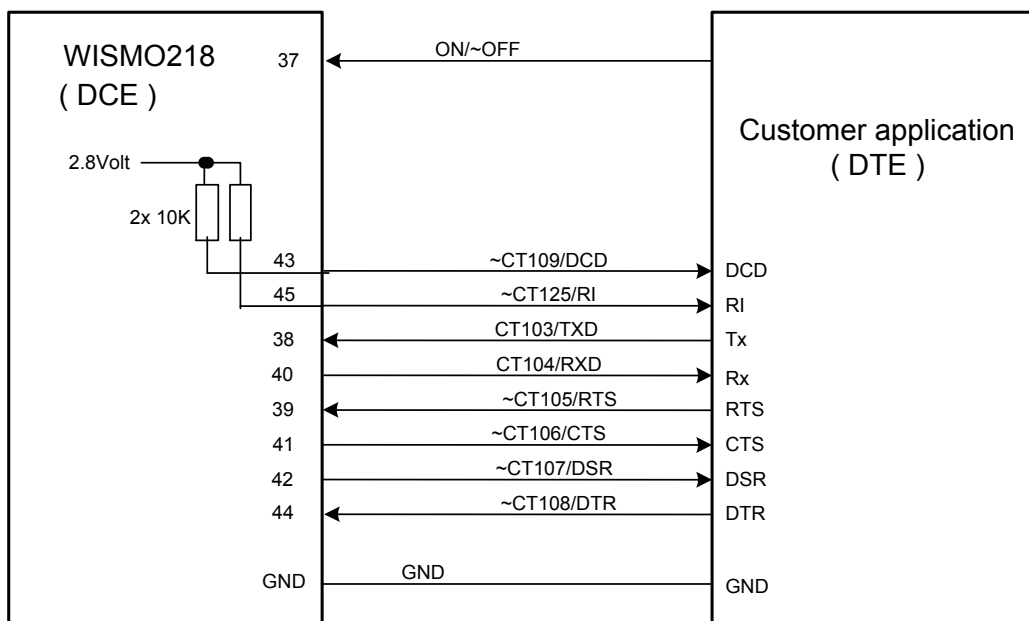 WISMO218
( DCE )
37
ON/~OFF
Customer application
( DTE )
2.8Volt
2x 10K
43
~CT109/DCD
DCD
45
~CT125/RI
RI
38
CT103/TXD
Tx
40
CT104/RXD
Rx
39
~CT105/RTS
RTS
41
~CT106/CTS
CTS
42
~CT107/DSR
DSR
44
~CT108/DTR
DTR
GND
GND
GND